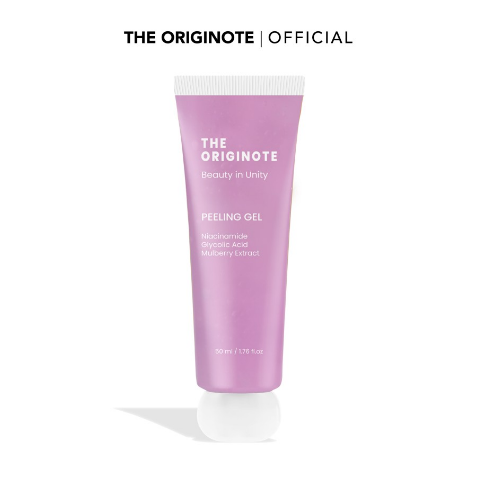 THE ORIGINOTE | OFFICIAL
THE
ORIGINOTE
Beauty in Unity
PEELING GEL
Niacinamide
Glycolic Acid
Mulberry Extract
50 ml / 1.76 fl.oz